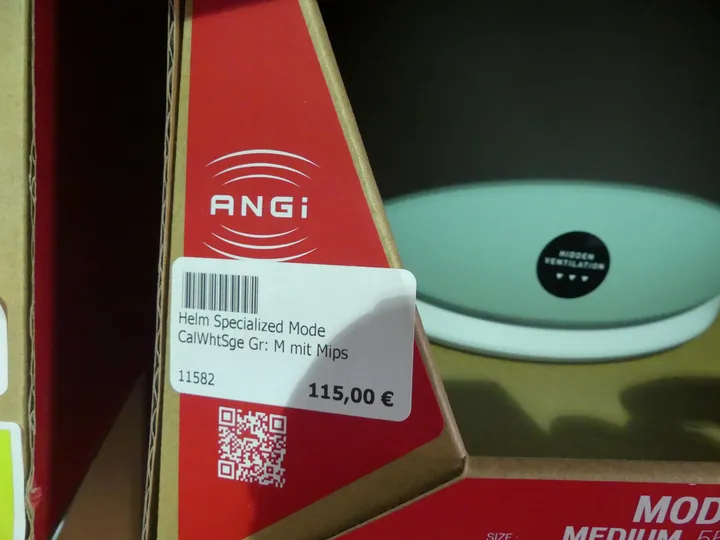 ANGi
HIDDEN
VENTILATION
Helm Specialized Mode
CalWhtSge Gr: M mit Mips
11582
115,00 €
MOD
SIZE:
MEDIUM